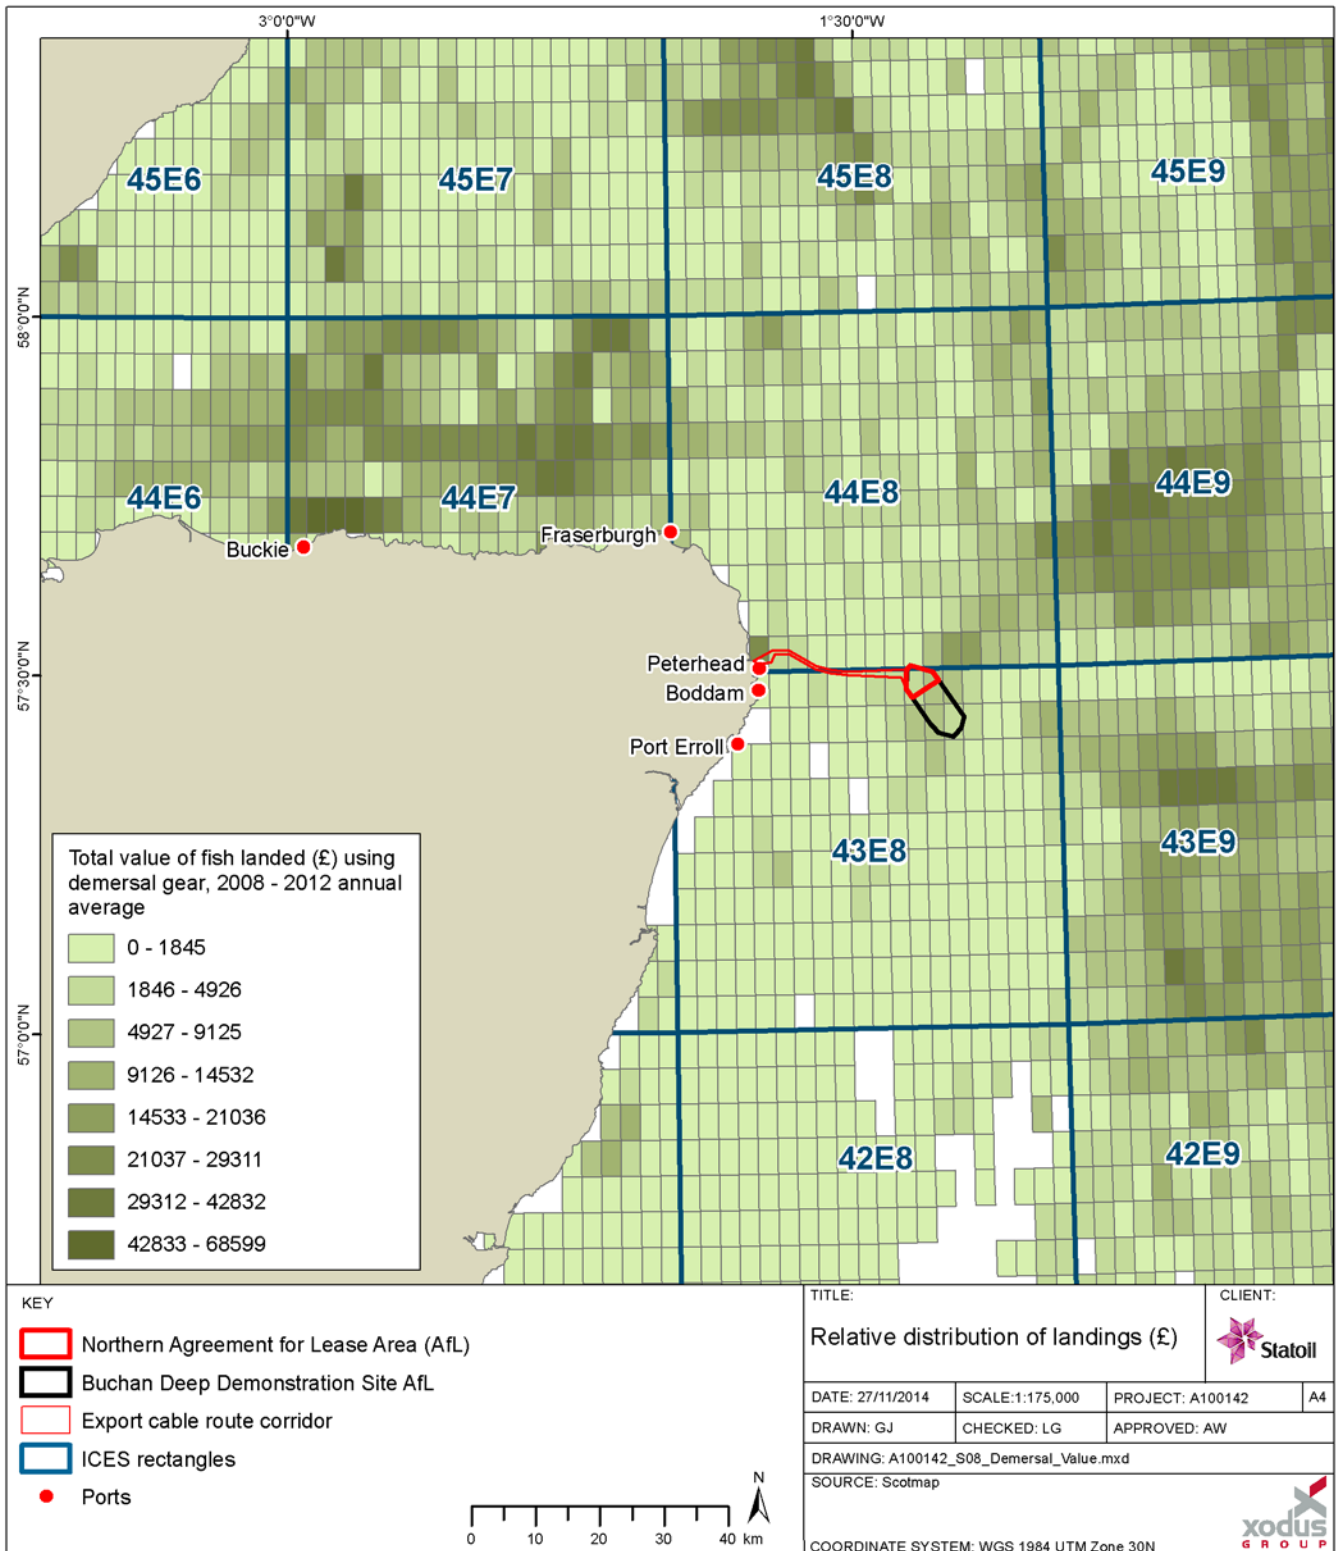 3°0'0"W
1°30'0"W
45E6
45E7
45E8
45E9
58°0'0"N
44E6
44E7
44E8
44E9
Buckie
Fraserburgh
57°30'0"N
Peterhead
Boddam
Port Erroll
43E8
43E9
57°0'0"N
42E8
42E9
Total value of fish landed (£) using
demersal gear, 2008 - 2012 annual
average
0 - 1845
1846 - 4926
4927 - 9125
9126 - 14532
14533 - 21036
21037 - 29311
29312 - 42832
42833 - 68599
KEY
Northern Agreement for Lease Area (AfL)
Buchan Deep Demonstration Site AfL
Export cable route corridor
ICES rectangles
Ports
N
0 10 20 30 40 km
TITLE:
Relative distribution of landings (£)
CLIENT:
Statoil
DATE: 27/11/2014
SCALE:1:175,000
PROJECT: A100142
A4
DRAWN: GJ
CHECKED: LG
APPROVED: AW
DRAWING: A100142_S08_Demersal_Value.mxd
SOURCE: Scotmap
COORDINATE SYSTEM: WGS 1984 UTM Zone 30N
xodus
GROUP